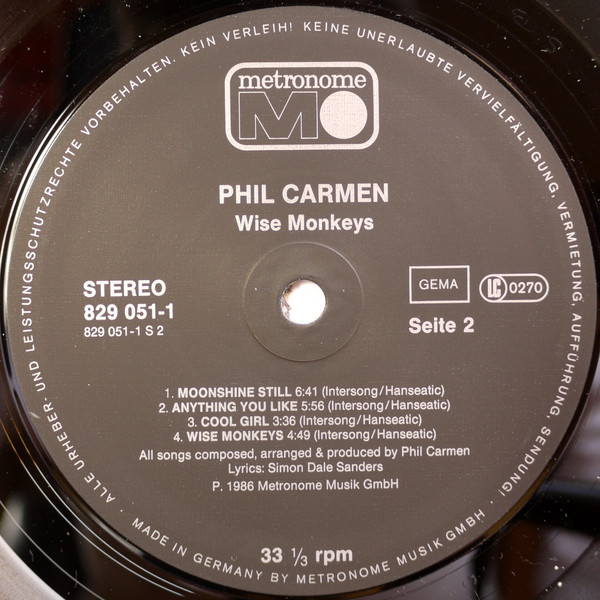 ALLE URHEBER- UND LEISTUNGSSCHUTZRECHTE VORBEHALTEN. KEIN VERLEIH! KEINE UNERLAUBTE VERVIELFÄLTIGUNG, VERMIETUNG, AUFFÜHRUNG, SENDUNG!
metronome
MO
PHIL CARMEN
Wise Monkeys
STEREO
829 051-1
829 051-1 S 2
GEMA
LC 0270
Seite 2
1. MOONSHINE STILL 6:41 (Intersong/Hanseatic)
2. ANYTHING YOU LIKE 5:56 (Intersong/Hanseatic)
3. COOL GIRL 3:36 (Intersong/Hanseatic)
4. WISE MONKEYS 4:49 (Intersong/Hanseatic)
All songs composed, arranged & produced by Phil Carmen
Lyrics: Simon Dale Sanders
P. 1986 Metronome Musik GmbH
33 ⅓ rpm
· MADE IN GERMANY BY METRONOME MUSIK GMBH ·